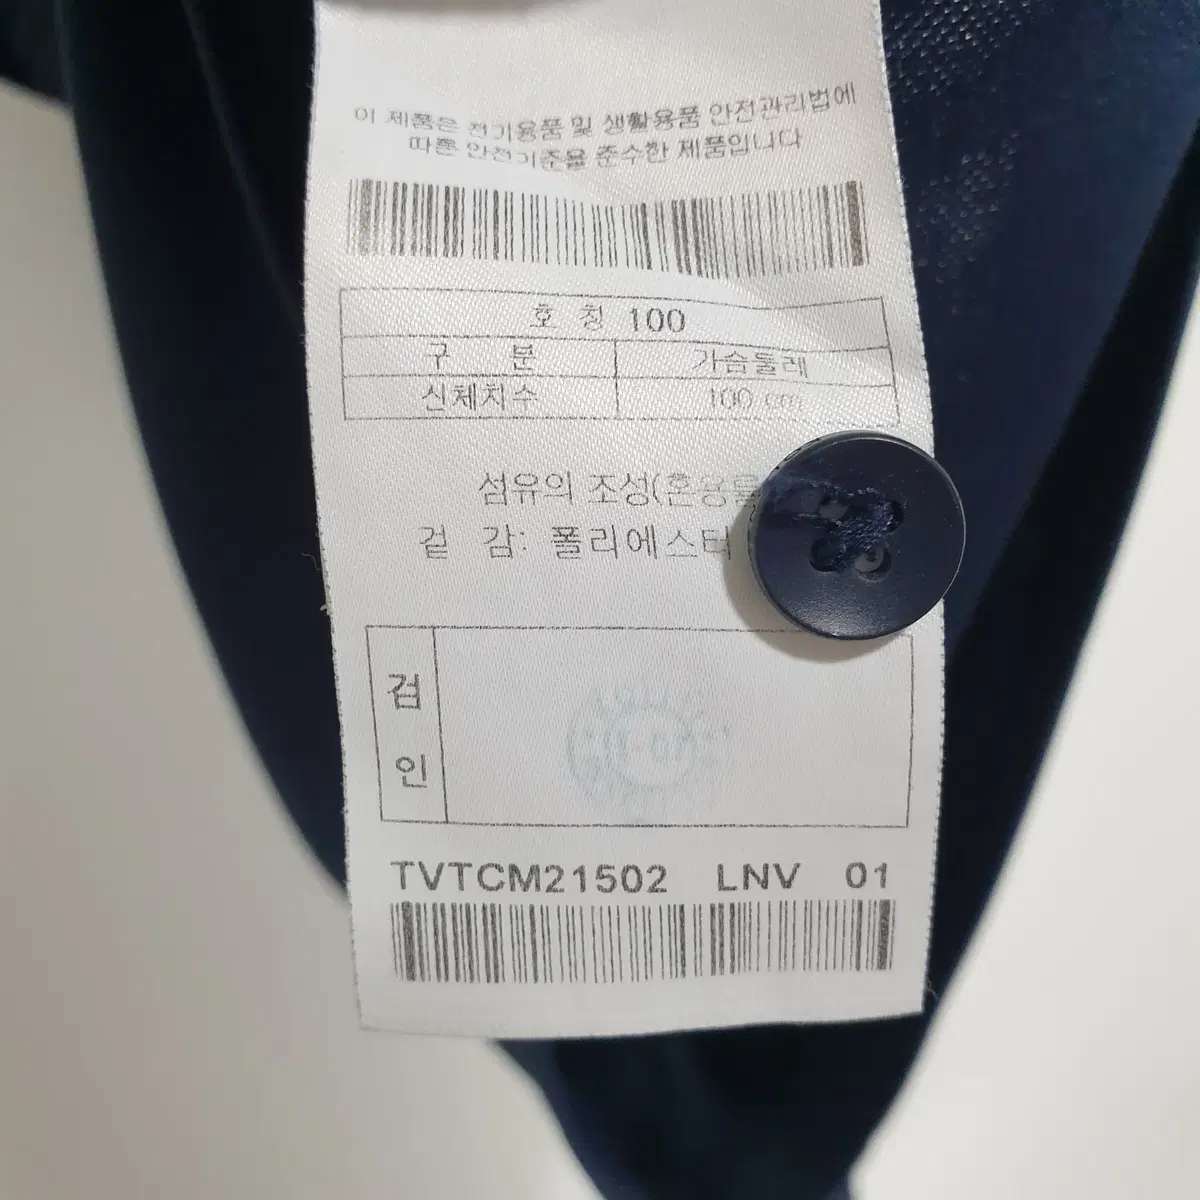 이 제품은 전기용품 및 생활용품 안전관리법에
따른 안전기준을 준수한 제품입니다
호 칭 100
구 분 가슴둘레
신체치수 100 cm
섬유의 조성(혼용률
겉 감: 폴리에스터
검
인
TVTCM21502 LNV 01